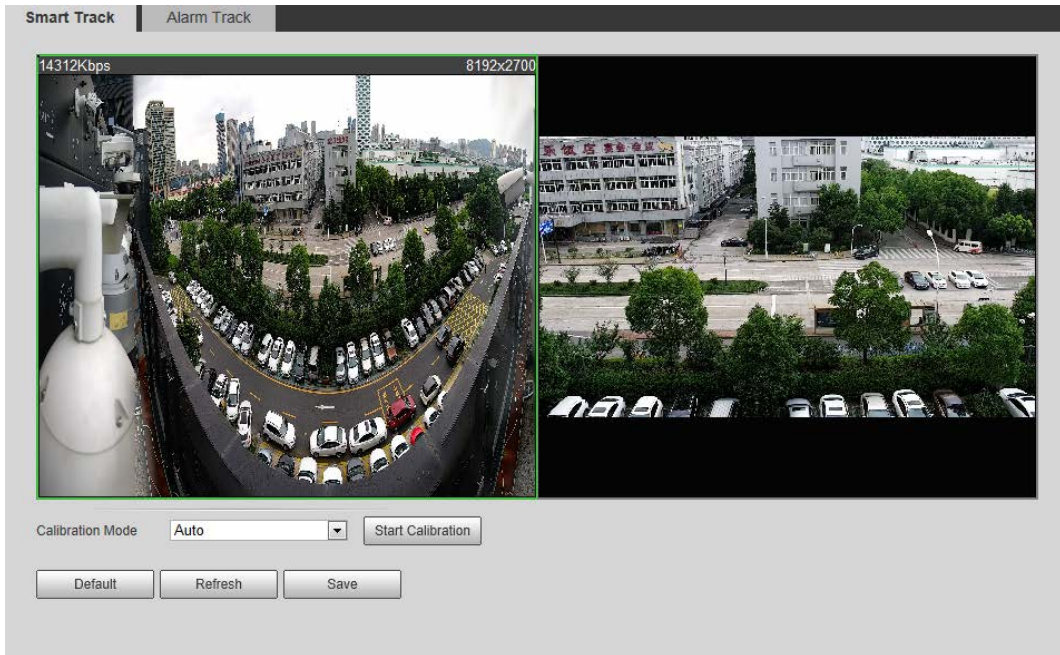 Smart Track Alarm Track
14312Kbps 8192x2700
Calibration Mode Auto Start Calibration
Default Refresh Save